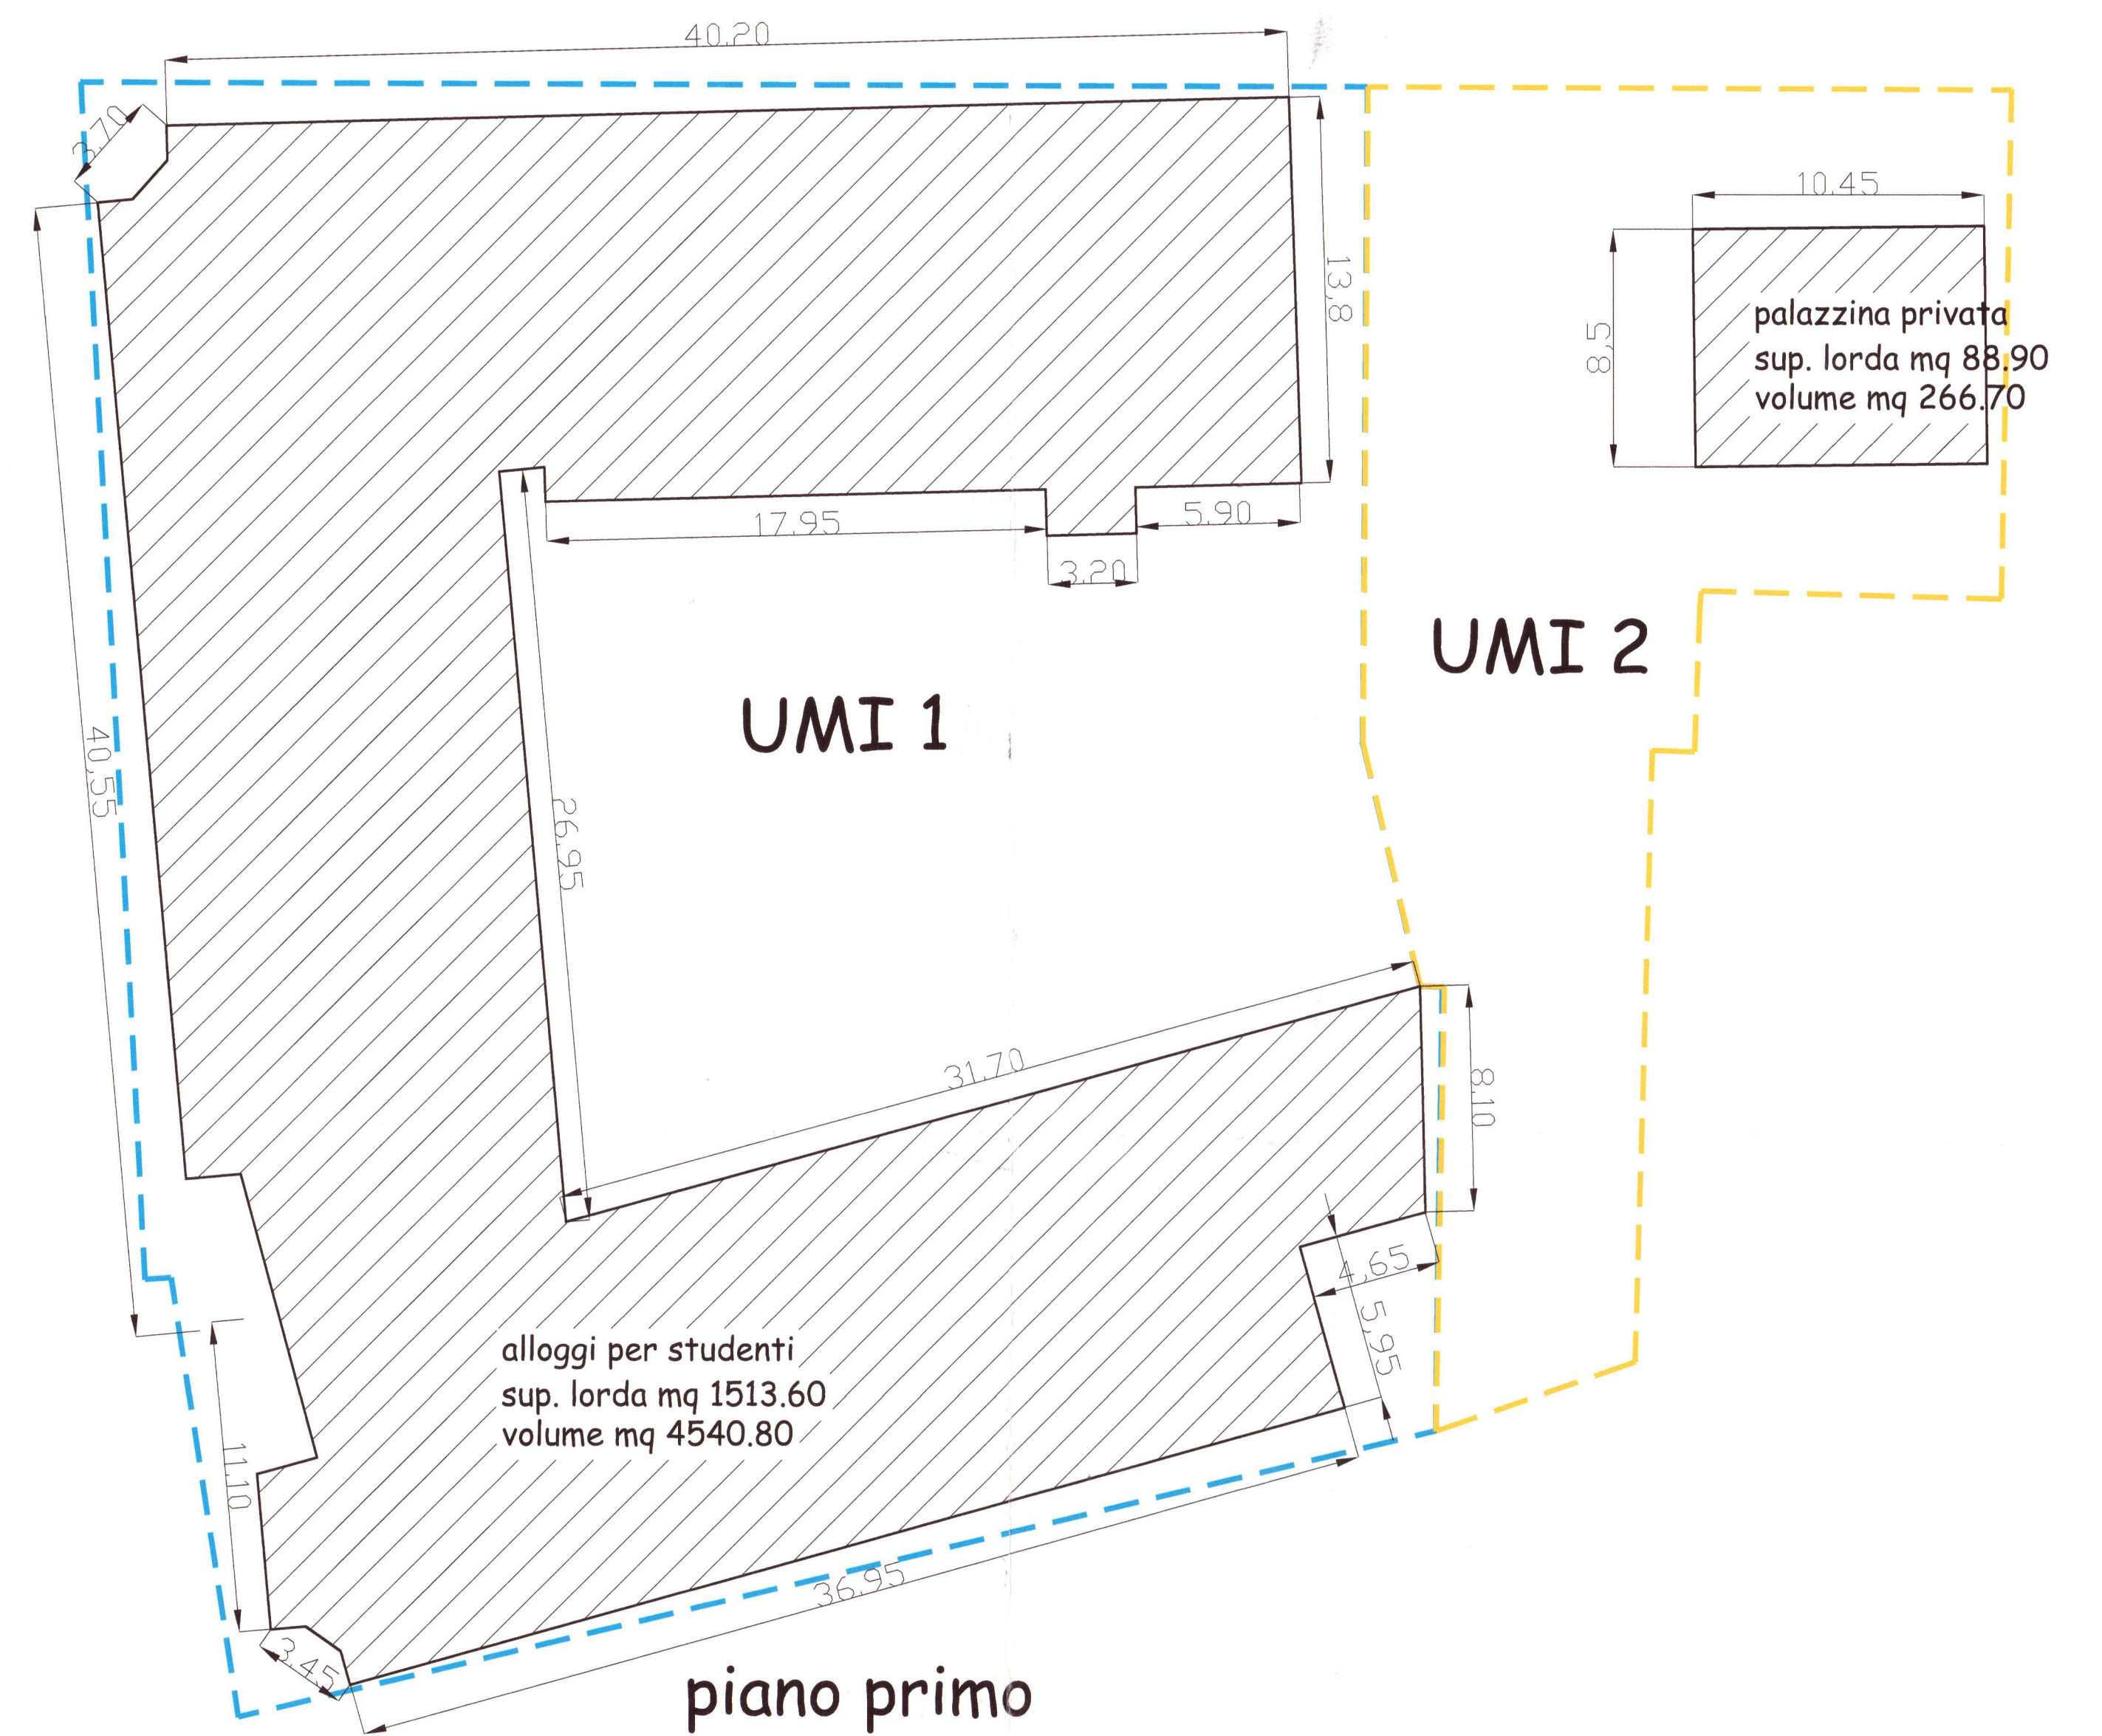 40,20
3,70
10,45
13,8
8,5
palazzina privata
sup. lorda mq 88.90
volume mq 266.70
17,95
5,90
3,20
UMI 2
UMI 1
40,55
26,95
31,70
8,10
4,65
5,95
alloggi per studenti
sup. lorda mq 1513.60
volume mq 4540.80
11,10
36,95
3,45
piano primo